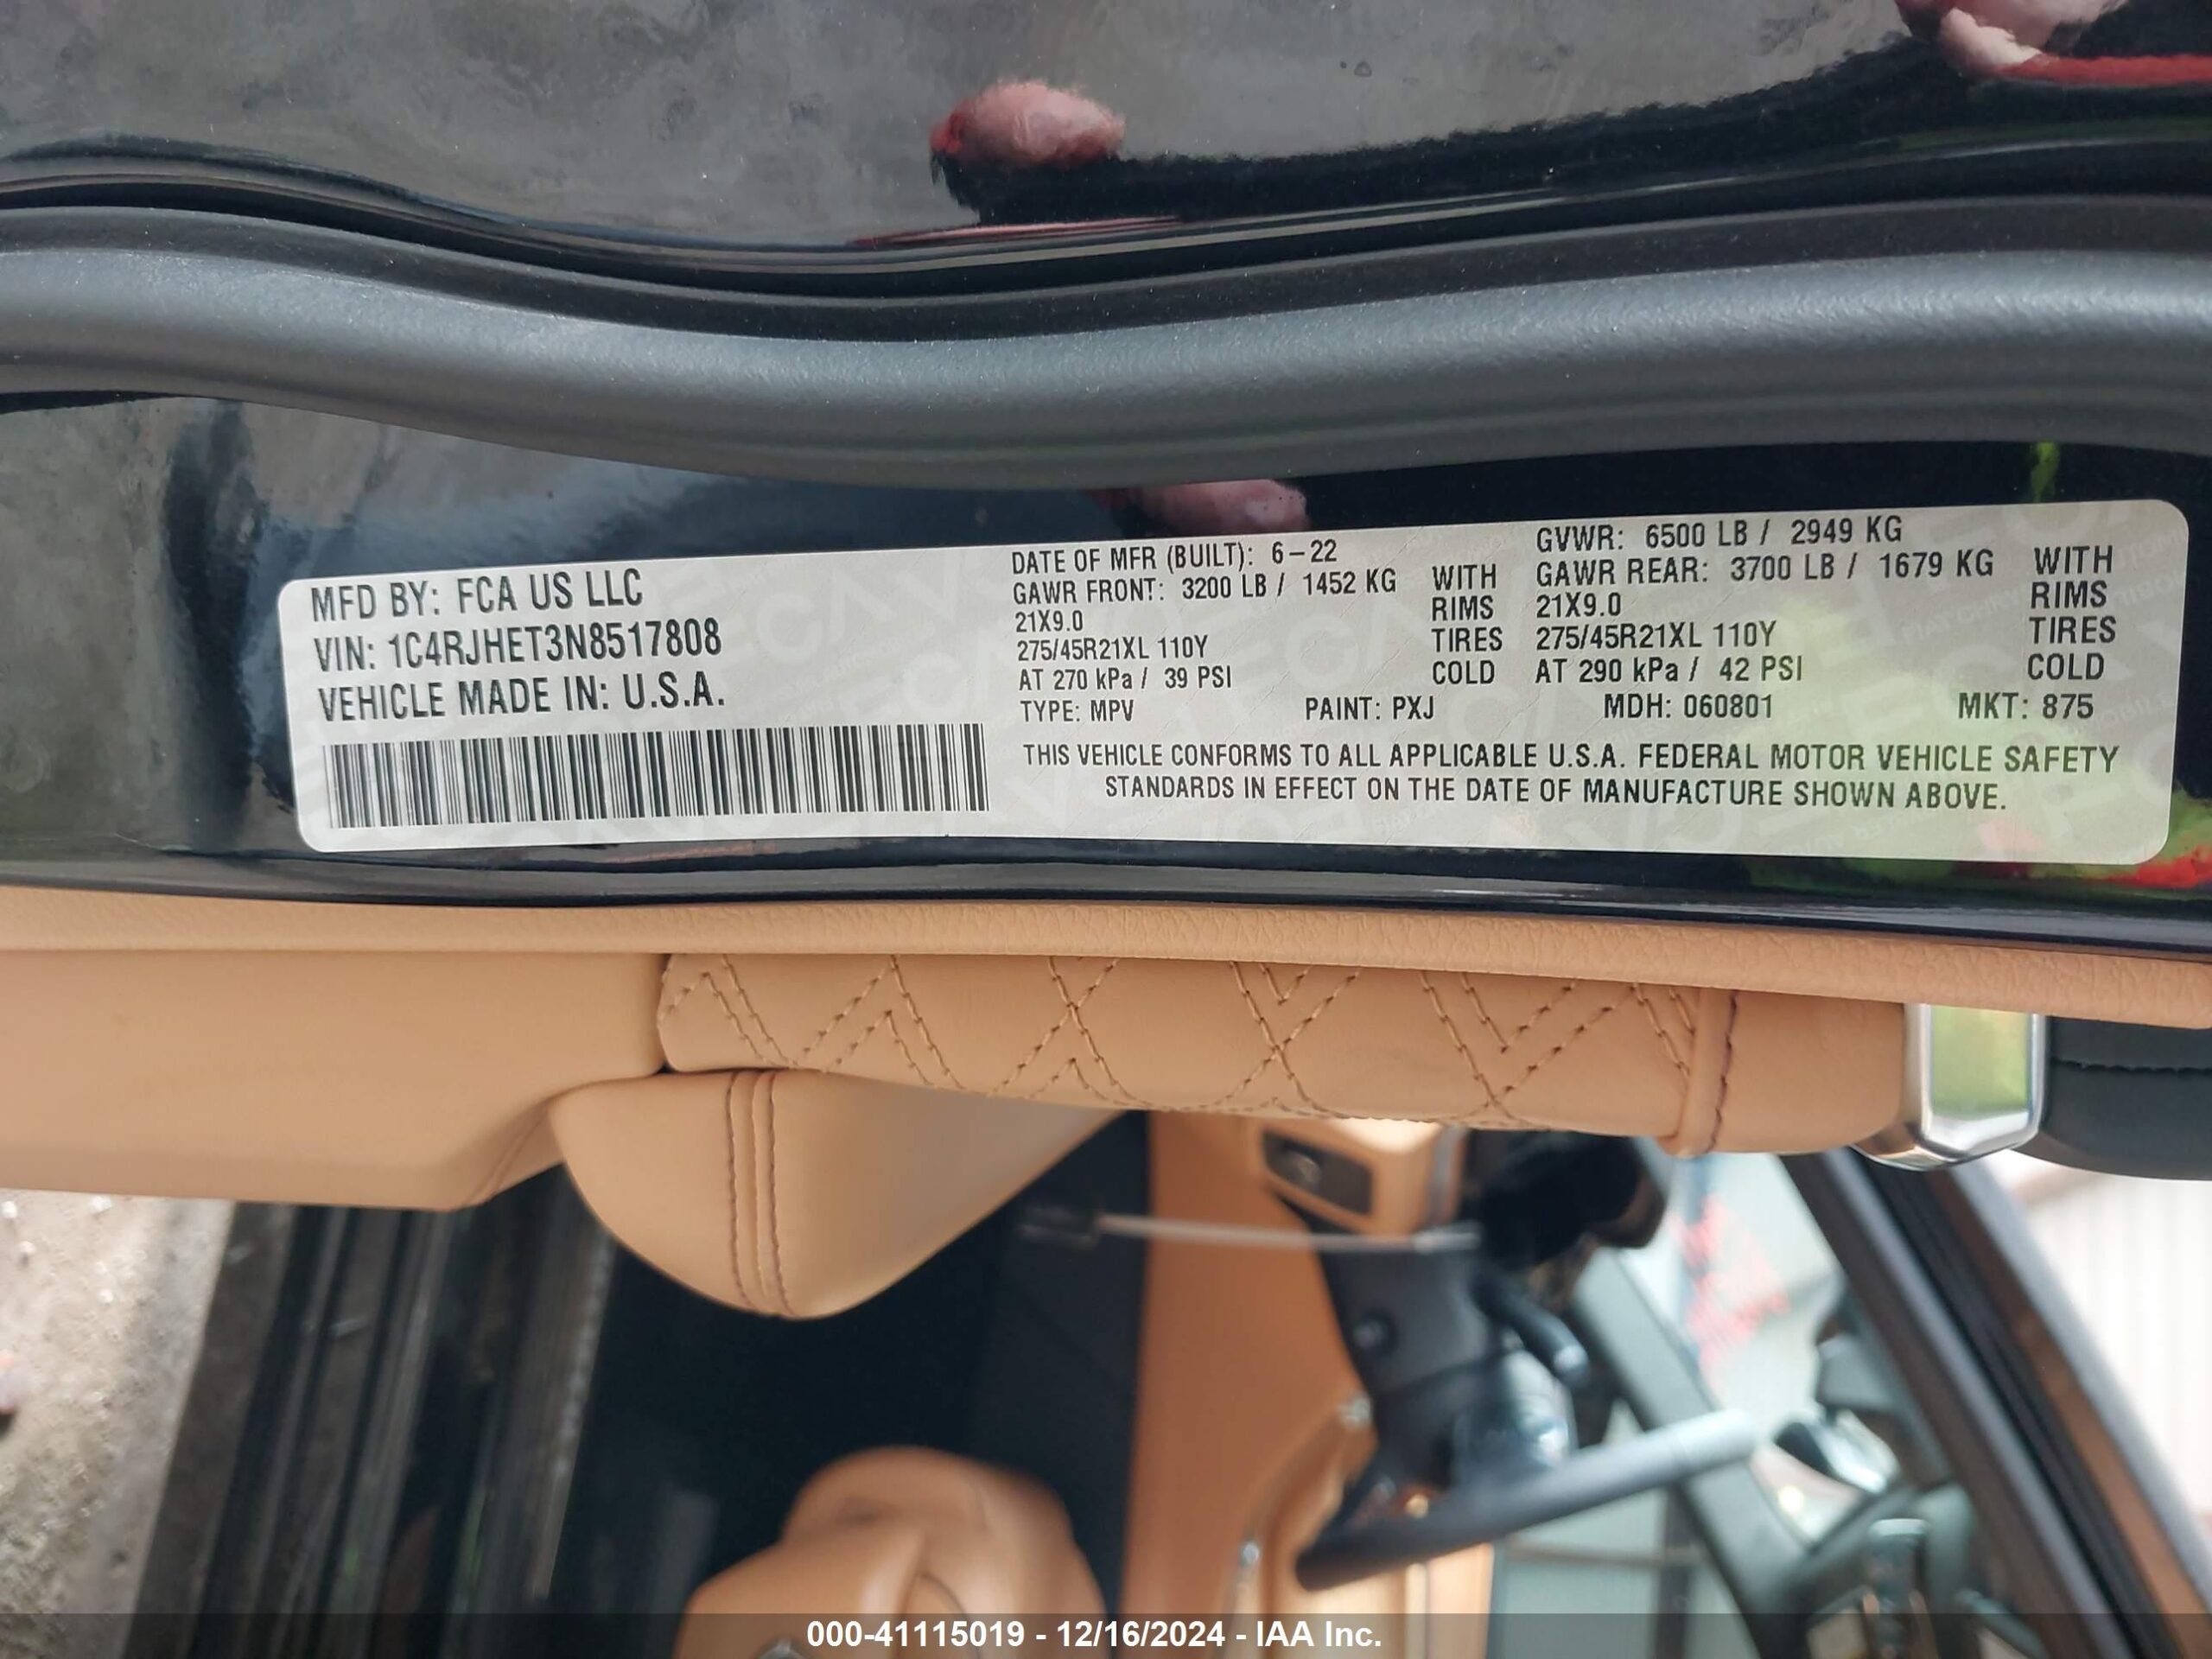 MFD BY: FCA US LLC
VIN: 1C4RJHET3N8517808
VEHICLE MADE IN: U.S.A.
DATE OF MFR (BUILT): 6-22
GAWR FRONT: 3200 LB / 1452 KG WITH
21X9.0 RIMS
275/45R21XL 110Y TIRES
AT 270 kPa / 39 PSI COLD
GVWR: 6500 LB / 2949 KG
GAWR REAR: 3700 LB / 1679 KG WITH
21X9.0 RIMS
275/45R21XL 110Y TIRES
AT 290 kPa / 42 PSI COLD
TYPE: MPV PAINT: PXJ MDH: 060801 MKT: 875
THIS VEHICLE CONFORMS TO ALL APPLICABLE U.S.A. FEDERAL MOTOR VEHICLE SAFETY
STANDARDS IN EFFECT ON THE DATE OF MANUFACTURE SHOWN ABOVE.
000-41115019 - 12/16/2024 - IAA Inc.